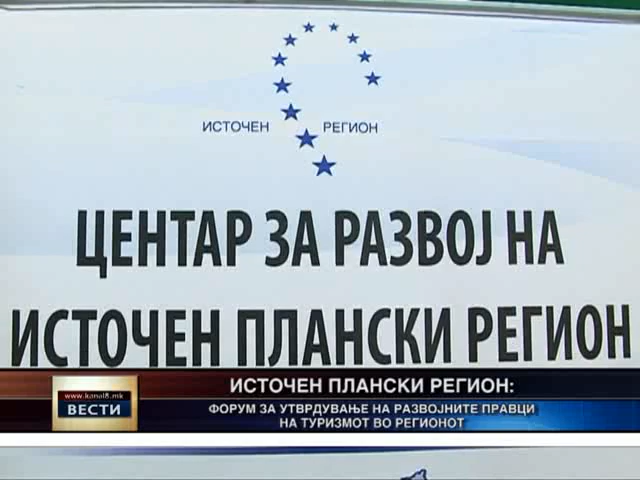 ИСТОЧЕН РЕГИОН
ЦЕНТАР ЗА РАЗВОЈ НА
ИСТОЧЕН ПЛАНСКИ РЕГИОН
www.kanal8.mk
ВЕСТИ
ИСТОЧЕН ПЛАНСКИ РЕГИОН:
ФОРУМ ЗА УТВРДУВАЊЕ НА РАЗВОЈНИТЕ ПРАВЦИ
НА ТУРИЗМОТ ВО РЕГИОНОТ